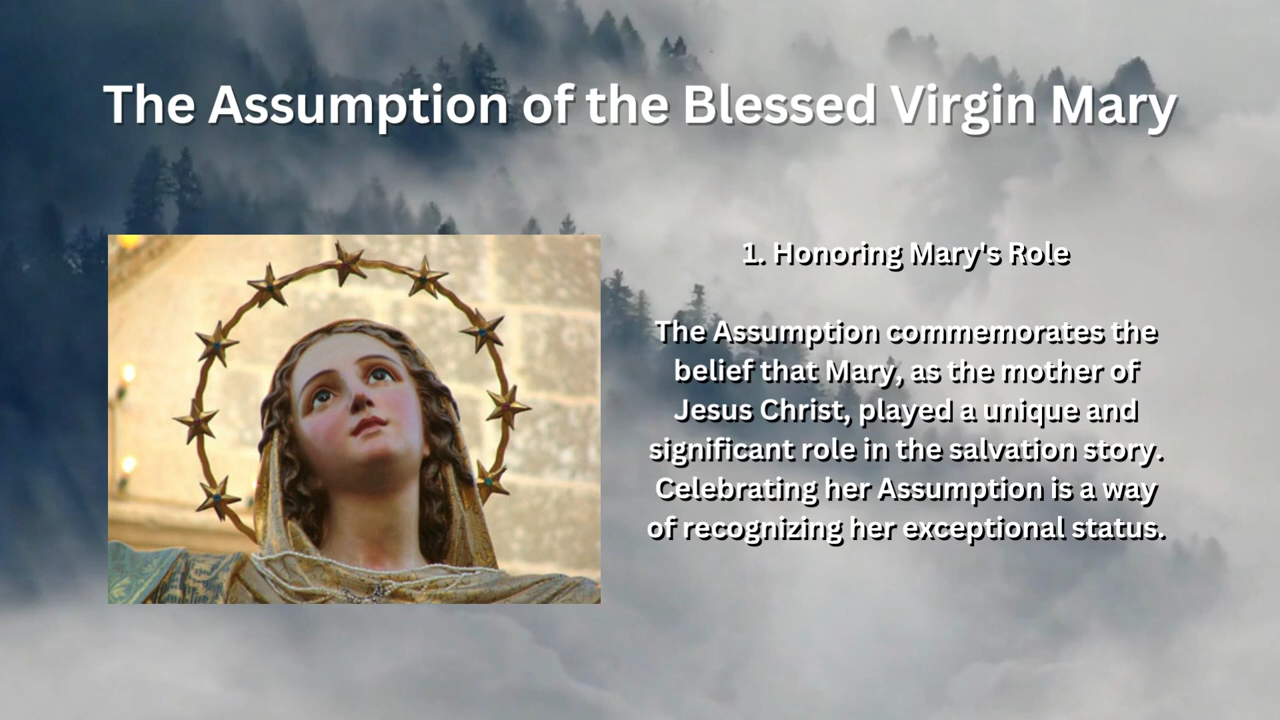 The Assumption of the Blessed Virgin Mary
1. Honoring Mary's Role
The Assumption commemorates the
belief that Mary, as the mother of
Jesus Christ, played a unique and
significant role in the salvation story.
Celebrating her Assumption is a way
of recognizing her exceptional status.